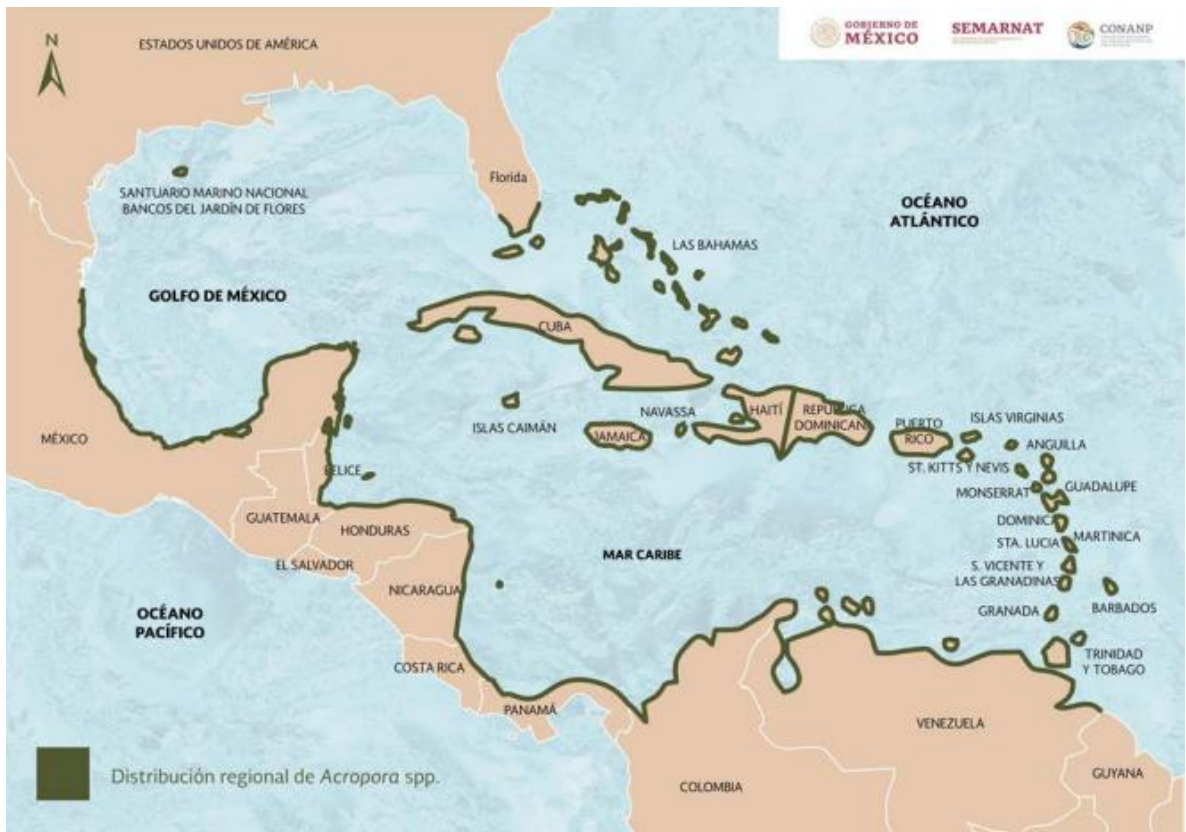 GOBIERNO DE
MÉXICO
SEMARNAT
CONANP
N
ESTADOS UNIDOS DE AMÉRICA
Florida
SANTUARIO MARINO NACIONAL
BANCOS DEL JARDÍN DE FLORES
OCÉANO
ATLÁNTICO
LAS BAHAMAS
GOLFO DE MÉXICO
CUBA
MÉXICO
ISLAS CAIMÁN
NAVASSA
JAMAICA
HAITÍ
REPÚBLICA
DOMINICAN
PUERTO
RICO
ISLAS VIRGINIAS
ANGUILLA
ST. KITTS Y NEVIS
MONSERRAT
GUADALUPE
BELICE
GUATEMALA
HONDURAS
EL SALVADOR
NICARAGUA
MAR CARIBE
DOMINICA
STA. LUCIA
MARTINICA
S. VICENTE Y
LAS GRANADINAS
BARBADOS
GRANADA
OCÉANO
PACÍFICO
COSTA RICA
PANAMÁ
TRINIDAD
Y TOBAGO
VENEZUELA
COLOMBIA
GUYANA
Distribución regional de Acropora spp.